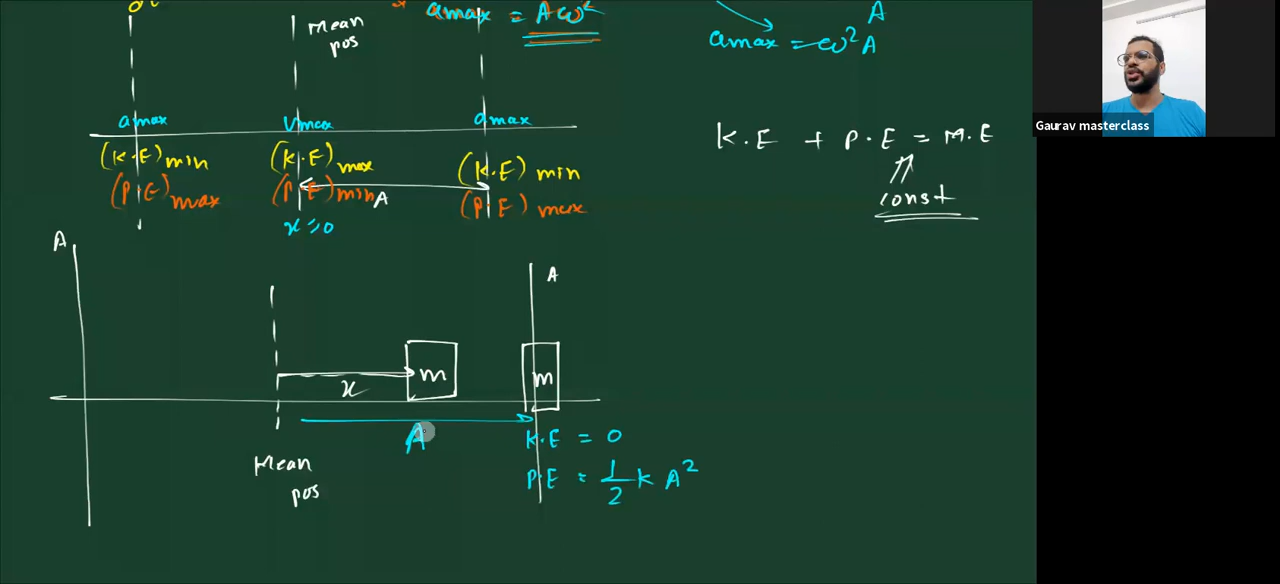 Mean
pos
amax = Aω²
A
amax = ω²A
amax
Vmax
amax
(K.E) min
(K.E) max
(K.E) min
(P.E) max
(P.E) min
(P.E) max
A
x = 0
K.E + P.E = M.E
const
Gaurav masterclass
A
A
m
m
x
A
Mean
pos
K.E = 0
P.E = 1/2 k A²